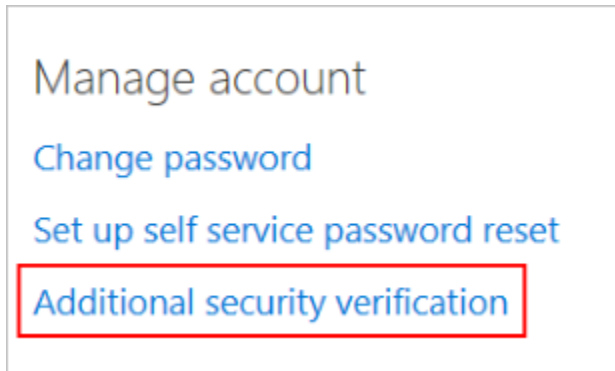 Manage account
Change password
Set up self service password reset
Additional security verification